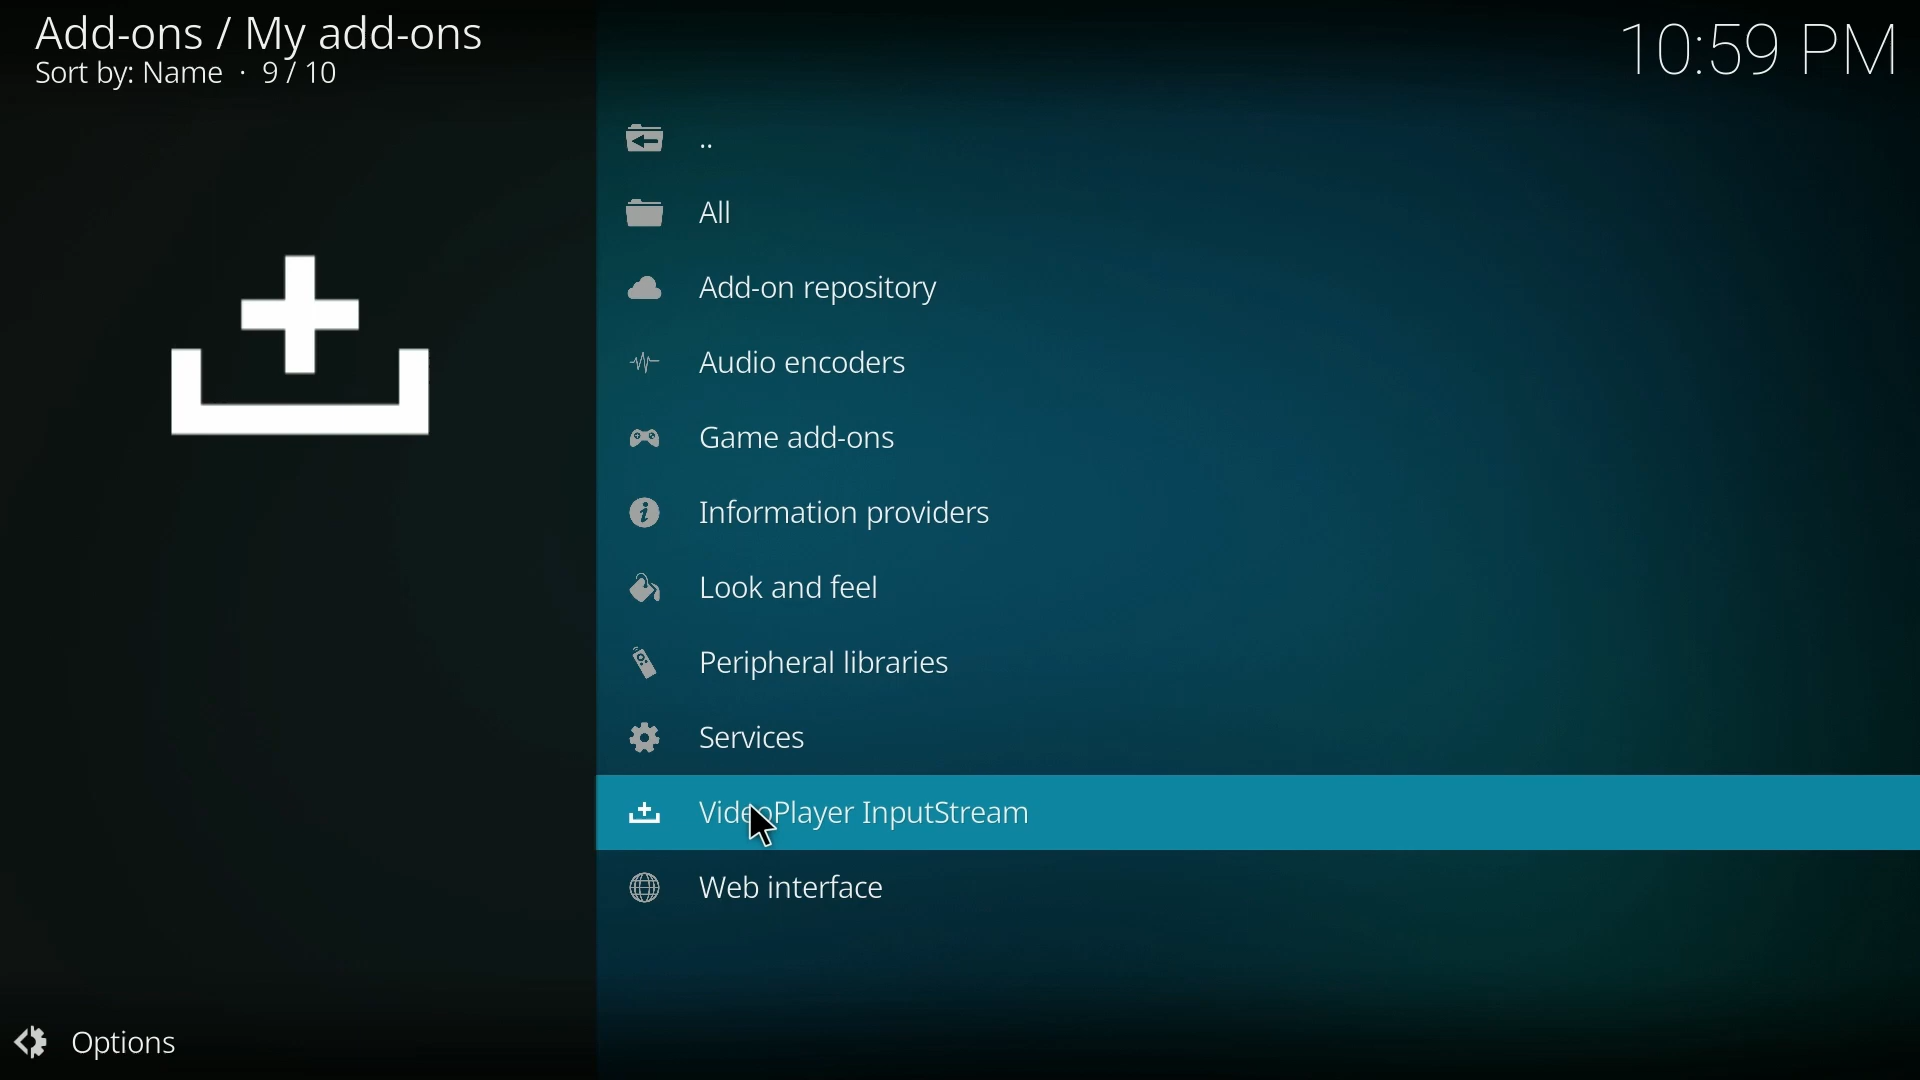 Add-ons / My add-ons
Sort by: Name · 9 / 10
10:59 PM
..
All
Add-on repository
Audio encoders
Game add-ons
Information providers
Look and feel
Peripheral libraries
Services
VideoPlayer InputStream
Web interface
Options